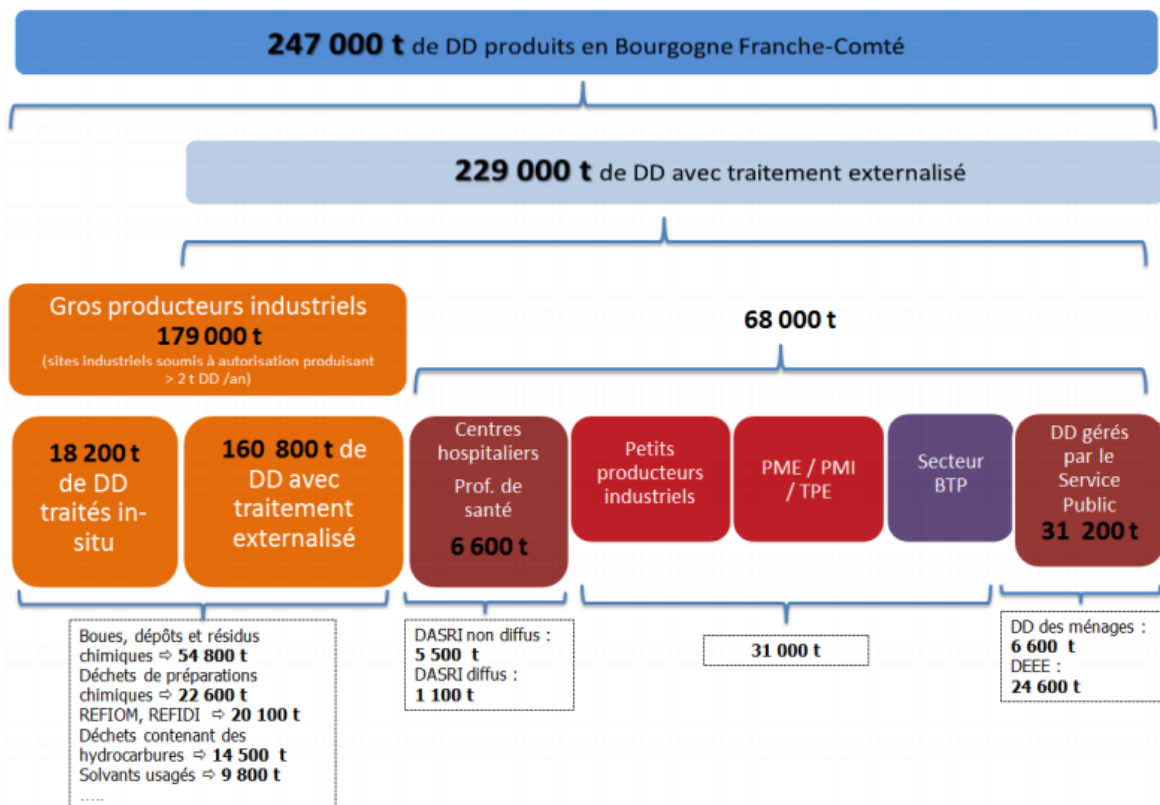 247 000 t de DD produits en Bourgogne Franche-Comté
229 000 t de DD avec traitement externalisé
Gros producteurs industriels
179 000 t
(sites industriels soumis à autorisation produisant
> 2 t DD /an)
68 000 t
18 200 t
de DD
traités in-
situ
160 800 t de
DD avec
traitement
externalisé
Centres
hospitaliers
Prof. de
santé
6 600 t
Petits
producteurs
industriels
PME / PMI
/ TPE
Secteur
BTP
DD gérés
par le
Service
Public
31 200 t
Boues, dépôts et résidus
chimiques ⇨ 54 800 t
Déchets de préparations
chimiques ⇨ 22 600 t
REFIOM, REFIDI ⇨ 20 100 t
Déchets contenant des
hydrocarbures ⇨ 14 500 t
Solvants usagés ⇨ 9 800 t
.....
DASRI non diffus :
5 500 t
DASRI diffus :
1 100 t
31 000 t
DD des ménages :
6 600 t
DEEE :
24 600 t